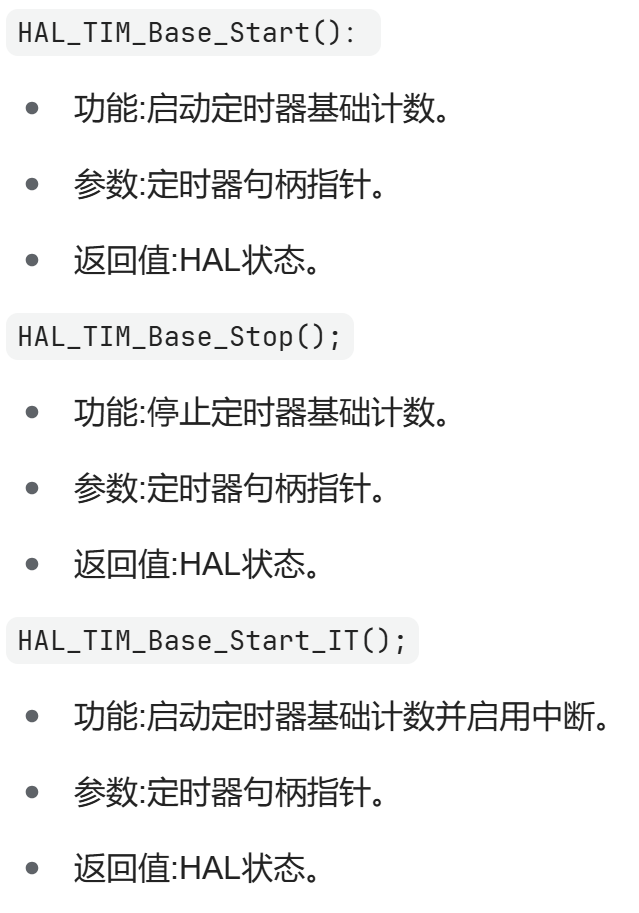 HAL_TIM_Base_Start():
功能:启动定时器基础计数。
参数:定时器句柄指针。
返回值:HAL状态。
HAL_TIM_Base_Stop();
功能:停止定时器基础计数。
参数:定时器句柄指针。
返回值:HAL状态。
HAL_TIM_Base_Start_IT();
功能:启动定时器基础计数并启用中断。
参数:定时器句柄指针。
返回值:HAL状态。